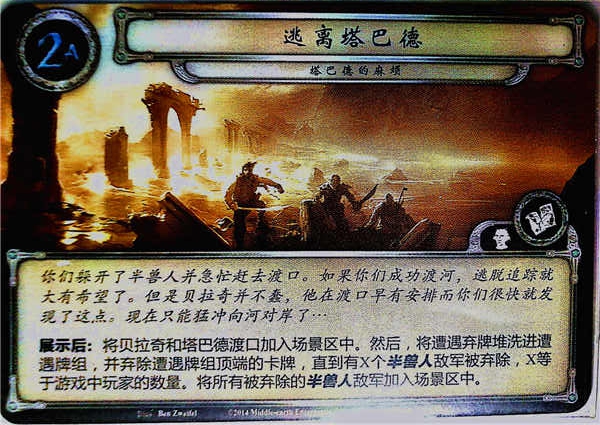 2A
逃离塔巴德
塔巴德的麻烦
你们躲开了半兽人并急忙赶去渡口。如果你们成功渡河，逃脱追踪就
大有希望了。但是贝拉奇并不蠢，他在渡口早有安排而你们很快就发
现了这点。现在只能猛冲向河对岸了…
展示后：将贝拉奇和塔巴德渡口加入场景区中。然后，将遭遇弃牌堆洗进遭
遇牌组，并弃除遭遇牌组顶端的卡牌，直到有X个半兽人敌军被弃除，X等
于游戏中玩家的数量。将所有被弃除的半兽人敌军加入场景区中。
Ben Zweifel
©2014 Middle-earth